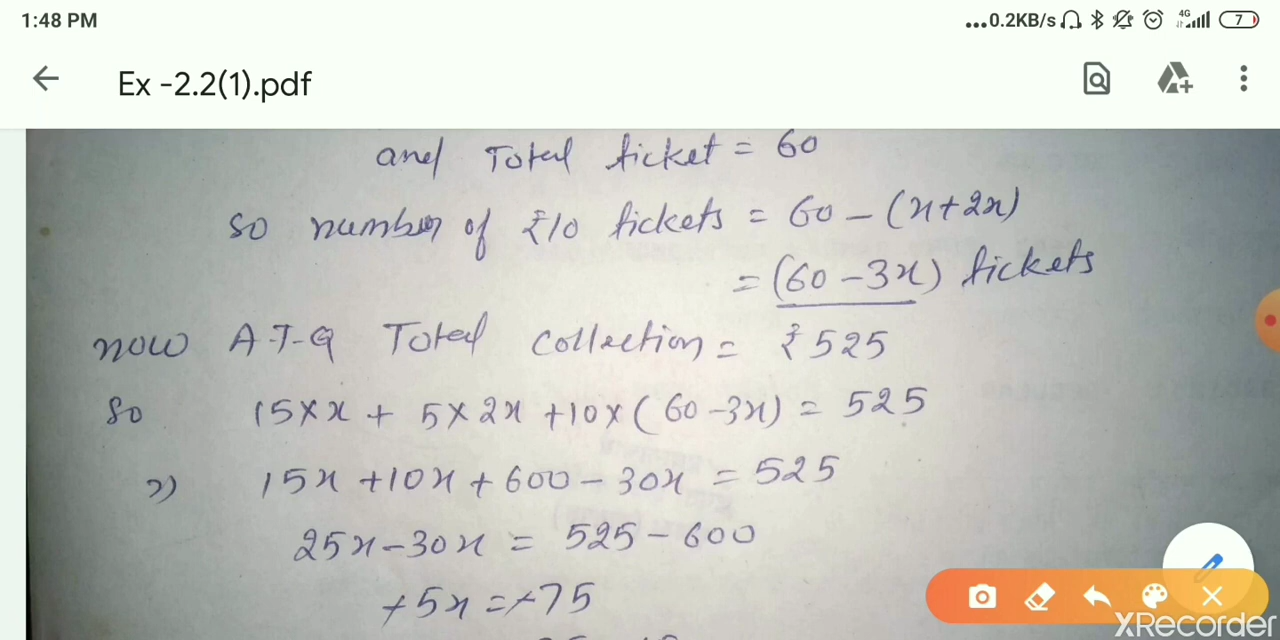 1:48 PM ...0.2KB/s 4G 7
Ex -2.2(1).pdf
and Total ticket = 60
so number of ₹10 tickets = 60 - (x+2x)
= (60 - 3x) tickets
now A-T-Q Total collection = ₹525
So 15×x + 5×2x + 10×(60-3x) = 525
⇒) 15x + 10x + 600 - 30x = 525
25x - 30x = 525 - 600
+5x = +75
XRecorder